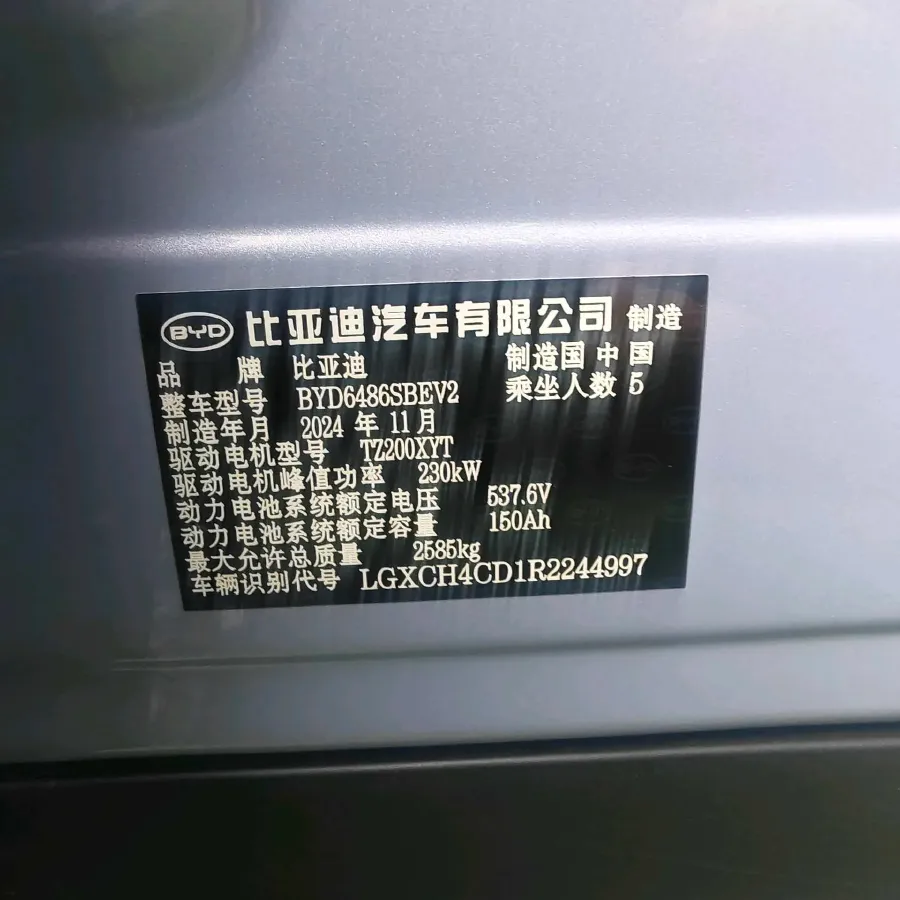 BYD 比亚迪汽车有限公司 制造
品牌 比亚迪 制造国 中国
整车型号 BYD6486SBEV2 乘坐人数 5
制造年月 2024 年 11 月
驱动电机型号 TZ200XYT
驱动电机峰值功率 230kW
动力电池系统额定电压 537.6V
动力电池系统额定容量 150Ah
最大允许总质量 2585kg
车辆识别代号 LGXCH4CD1R2244997